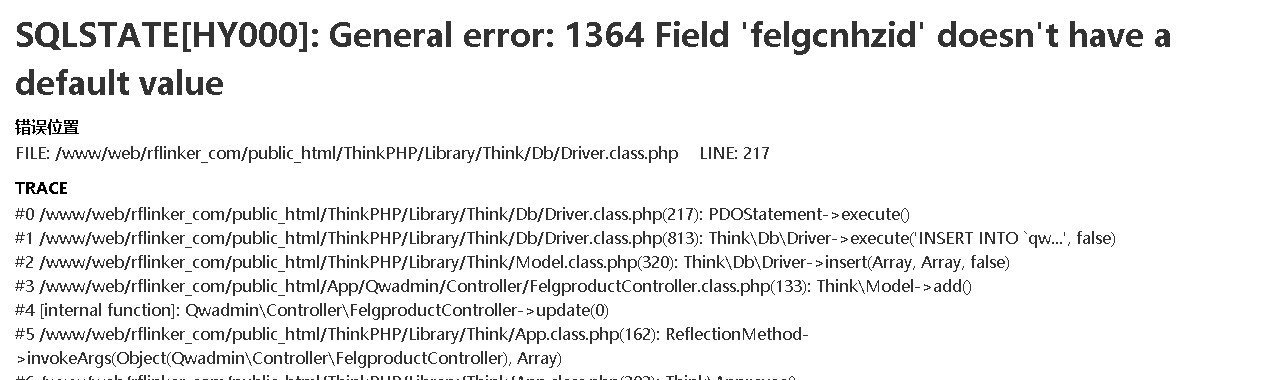 SQLSTATE[HY000]: General error: 1364 Field 'felgcnhzid' doesn't have a
default value
错误位置
FILE: /www/web/rflinker_com/public_html/ThinkPHP/Library/Think/Db/Driver.class.php LINE: 217
TRACE
#0 /www/web/rflinker_com/public_html/ThinkPHP/Library/Think/Db/Driver.class.php(217): PDOStatement->execute()
#1 /www/web/rflinker_com/public_html/ThinkPHP/Library/Think/Db/Driver.class.php(813): Think\Db\Driver->execute('INSERT INTO `qw...', false)
#2 /www/web/rflinker_com/public_html/ThinkPHP/Library/Think/Model.class.php(320): Think\Db\Driver->insert(Array, Array, false)
#3 /www/web/rflinker_com/public_html/App/Qwadmin/Controller/FelgproductController.class.php(133): Think\Model->add()
#4 [internal function]: Qwadmin\Controller\FelgproductController->update(0)
#5 /www/web/rflinker_com/public_html/ThinkPHP/Library/Think/App.class.php(162): ReflectionMethod-
>invokeArgs(Object(Qwadmin\Controller\FelgproductController), Array)